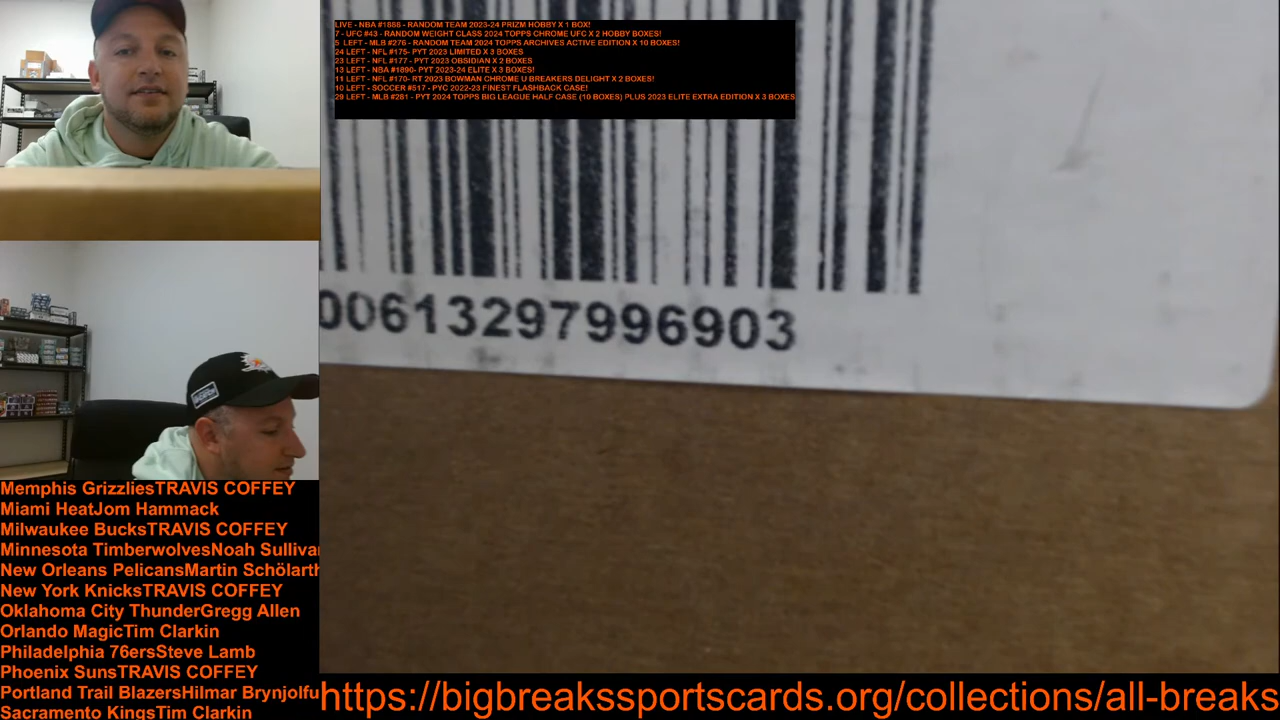 LIVE - NBA #1888 - RANDOM TEAM 2023-24 PRIZM HOBBY X 1 BOX!
7 - UFC #43 - RANDOM WEIGHT CLASS 2024 TOPPS CHROME UFC X 2 HOBBY BOXES!
5 LEFT - MLB #276 - RANDOM TEAM 2024 TOPPS ARCHIVES ACTIVE EDITION X 10 BOXES!
24 LEFT - NFL #175- PYT 2023 LIMITED X 3 BOXES
23 LEFT - NFL #177 - PYT 2023 OBSIDIAN X 2 BOXES
13 LEFT - NBA #1890- PYT 2023-24 ELITE X 3 BOXES!
11 LEFT - NFL #170- RT 2023 BOWMAN CHROME U BREAKERS DELIGHT X 2 BOXES!
10 LEFT - SOCCER #517 - PYC 2022-23 FINEST FLASHBACK CASE!
29 LEFT - MLB #281 - PYT 2024 TOPPS BIG LEAGUE HALF CASE (10 BOXES) PLUS 2023 ELITE EXTRA EDITION X 3 BOXES
00613297996903
Memphis GrizzliesTRAVIS COFFEY
Miami HeatJom Hammack
Milwaukee BucksTRAVIS COFFEY
Minnesota TimberwolvesNoah Sullivan
New Orleans PelicansMartin Schölarth
New York KnicksTRAVIS COFFEY
Oklahoma City ThunderGregg Allen
Orlando MagicTim Clarkin
Philadelphia 76ersSteve Lamb
Phoenix SunsTRAVIS COFFEY
Portland Trail BlazersHilmar Brynjolfu
Sacramento KingsTim Clarkin
https://bigbreakssportscards.org/collections/all-breaks